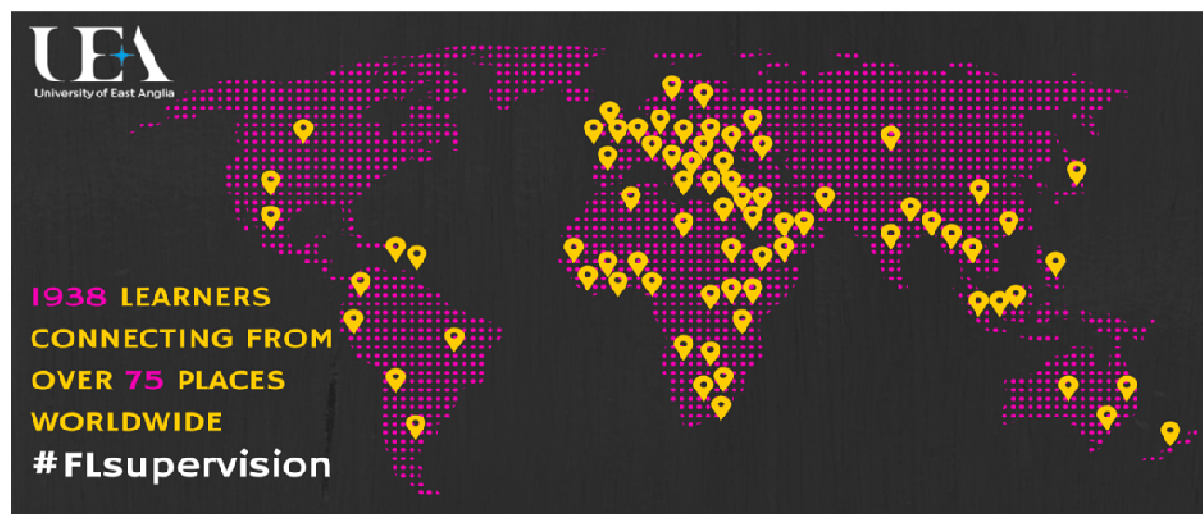 UEA
University of East Anglia
1938 LEARNERS
CONNECTING FROM
OVER 75 PLACES
WORLDWIDE
#FLsupervision